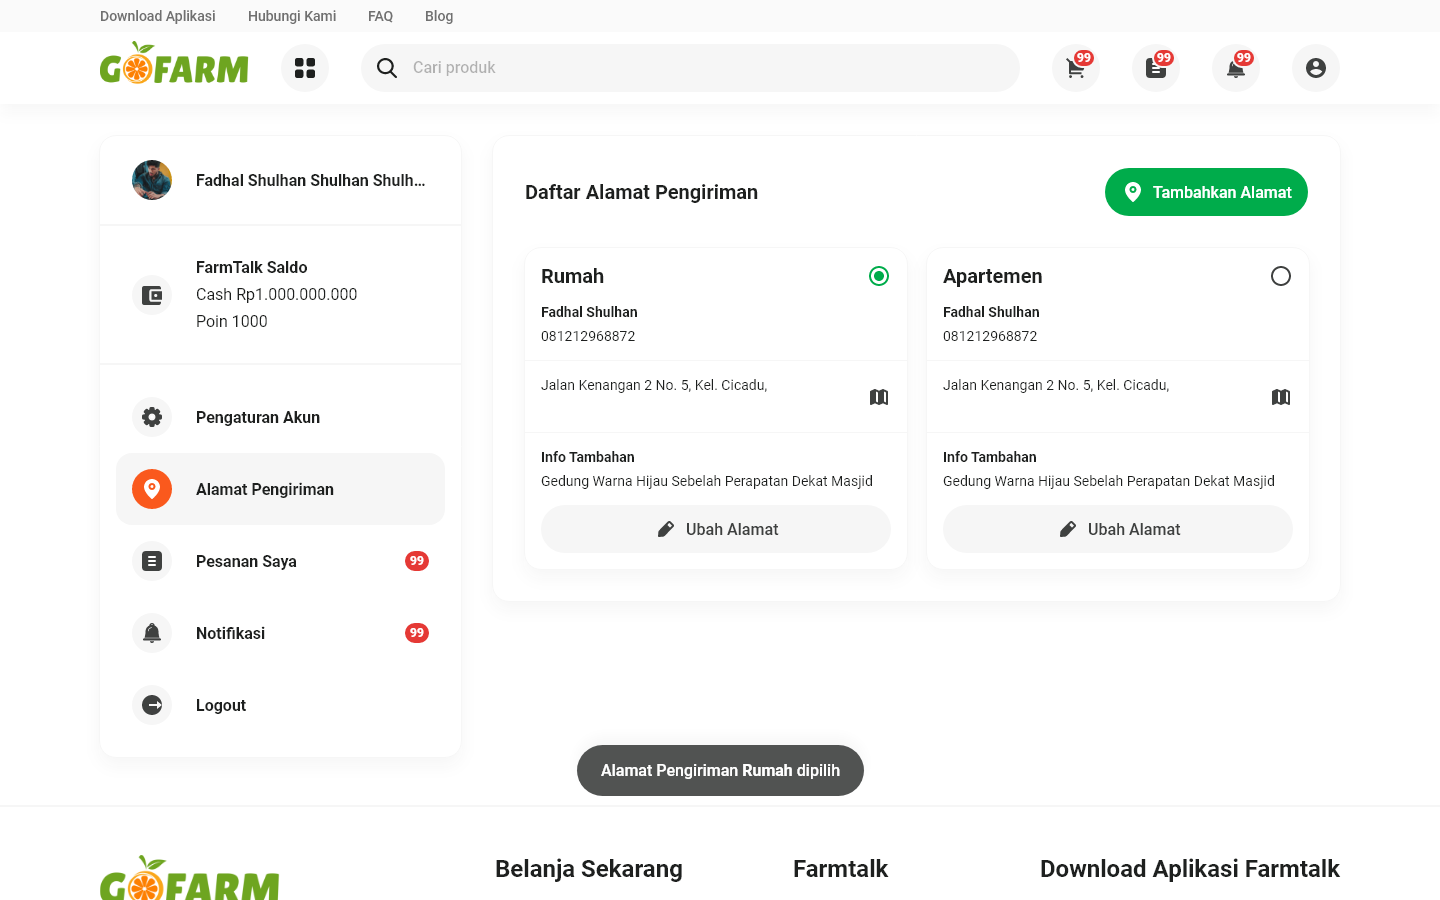 Download Aplikasi Hubungi Kami FAQ Blog
GOFARM
Cari produk
99
99
99
Fadhal Shulhan Shulhan Shulh...
FarmTalk Saldo
Cash Rp1.000.000.000
Poin 1000
Pengaturan Akun
Alamat Pengiriman
Pesanan Saya 99
Notifikasi 99
Logout
Daftar Alamat Pengiriman
Tambahkan Alamat
Rumah
Fadhal Shulhan
081212968872
Jalan Kenangan 2 No. 5, Kel. Cicadu,
Info Tambahan
Gedung Warna Hijau Sebelah Perapatan Dekat Masjid
Ubah Alamat
Apartemen
Fadhal Shulhan
081212968872
Jalan Kenangan 2 No. 5, Kel. Cicadu,
Info Tambahan
Gedung Warna Hijau Sebelah Perapatan Dekat Masjid
Ubah Alamat
Alamat Pengiriman Rumah dipilih
GOFARM
Belanja Sekarang
Farmtalk
Download Aplikasi Farmtalk